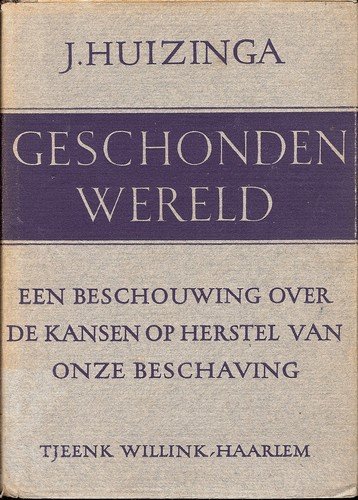 J. HUIZINGA
GESCHONDEN
WERELD
EEN BESCHOUWING OVER
DE KANSEN OP HERSTEL VAN
ONZE BESCHAVING
TJEENK WILLINK-HAARLEM